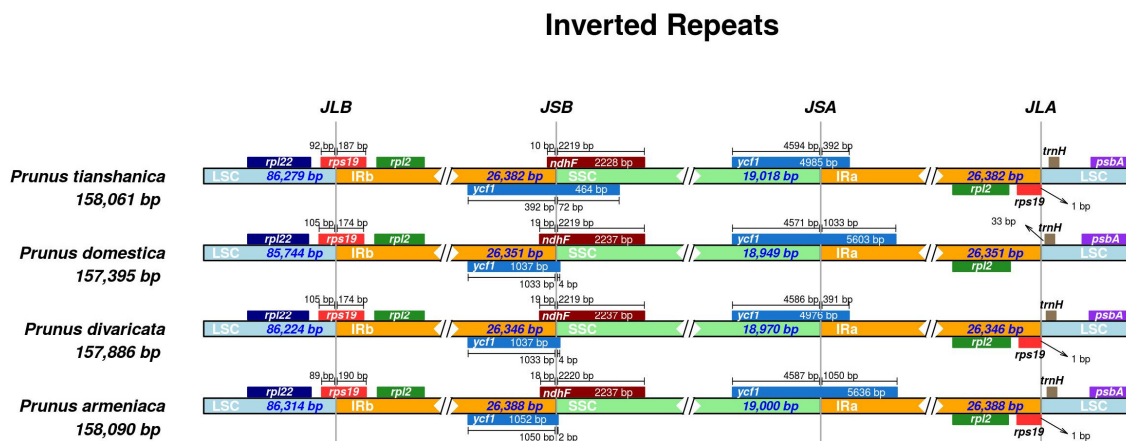 Inverted Repeats
JLB JSB JSA JLA
92 bp 187 bp 10 bp 2219 bp 4594 bp 392 bp trnH
rpl22 rps19 rpl2 ndhF 2228 bp ycf1 4985 bp psbA
Prunus tianshanica LSC 86,279 bp IRb 26,382 bp SSC 19,018 bp IRa 26,382 bp LSC
158,061 bp ycf1 464 bp rpl2 rps19 1 bp
392 bp 72 bp
105 bp 174 bp 19 bp 2219 bp 4571 bp 1033 bp 33 bp trnH
rpl22 rps19 rpl2 ndhF 2237 bp ycf1 5603 bp psbA
Prunus domestica LSC 85,744 bp IRb 26,351 bp SSC 18,949 bp IRa 26,351 bp LSC
157,395 bp ycf1 1037 bp rpl2
1033 bp 4 bp
105 bp 174 bp 19 bp 2219 bp 4586 bp 391 bp trnH
rpl22 rps19 rpl2 ndhF 2237 bp ycf1 4976 bp psbA
Prunus divaricata LSC 86,224 bp IRb 26,346 bp SSC 18,970 bp IRa 26,346 bp LSC
157,886 bp ycf1 1037 bp rpl2 rps19 1 bp
1033 bp 4 bp
89 bp 190 bp 18 bp 2220 bp 4587 bp 1050 bp trnH
rpl22 rps19 rpl2 ndhF 2237 bp ycf1 5636 bp psbA
Prunus armeniaca LSC 86,314 bp IRb 26,388 bp SSC 19,000 bp IRa 26,388 bp LSC
158,090 bp ycf1 1052 bp rpl2 rps19 1 bp
1050 bp 2 bp